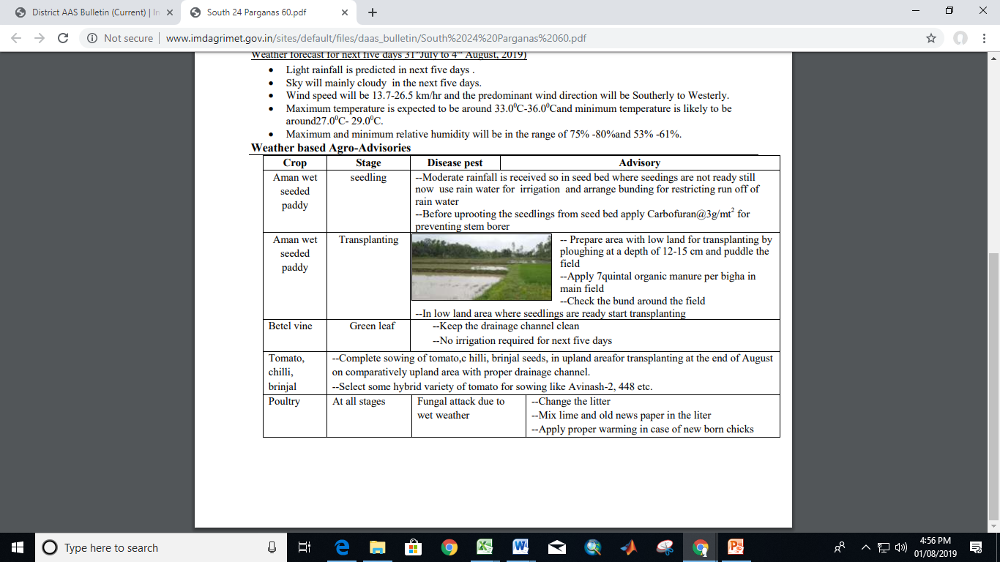 District AAS Bulletin (Current) | In
South 24 Parganas 60.pdf
Not secure | www.imdagrimet.gov.in/sites/default/files/daas_bulletin/South%2024%20Parganas%2060.pdf
Weather forecast for next five days 31st July to 4th August, 2019)
• Light rainfall is predicted in next five days .
• Sky will mainly cloudy in the next five days.
• Wind speed will be 13.7-26.5 km/hr and the predominant wind direction will be Southerly to Westerly.
• Maximum temperature is expected to be around 33.0⁰C-36.0⁰Cand minimum temperature is likely to be
around27.0⁰C- 29.0⁰C.
• Maximum and minimum relative humidity will be in the range of 75% -80%and 53% -61%.
Weather based Agro-Advisories
Crop Stage Disease pest Advisory
Aman wet
seeded
paddy
seedling
--Moderate rainfall is received so in seed bed where seedings are not ready still
now use rain water for irrigation and arrange bunding for restricting run off of
rain water
--Before uprooting the seedlings from seed bed apply Carbofuran@3g/mt² for
preventing stem borer
Aman wet
seeded
paddy
Transplanting
-- Prepare area with low land for transplanting by
ploughing at a depth of 12-15 cm and puddle the
field
--Apply 7quintal organic manure per bigha in
main field
--Check the bund around the field
--In low land area where seedlings are ready start transplanting
Betel vine
Green leaf
--Keep the drainage channel clean
--No irrigation required for next five days
Tomato,
chilli,
brinjal
--Complete sowing of tomato,c hilli, brinjal seeds, in upland areafor transplanting at the end of August
on comparatively upland area with proper drainage channel.
--Select some hybrid variety of tomato for sowing like Avinash-2, 448 etc.
Poultry
At all stages
Fungal attack due to
wet weather
--Change the litter
--Mix lime and old news paper in the liter
--Apply proper warming in case of new born chicks
Type here to search
4:56 PM
01/08/2019